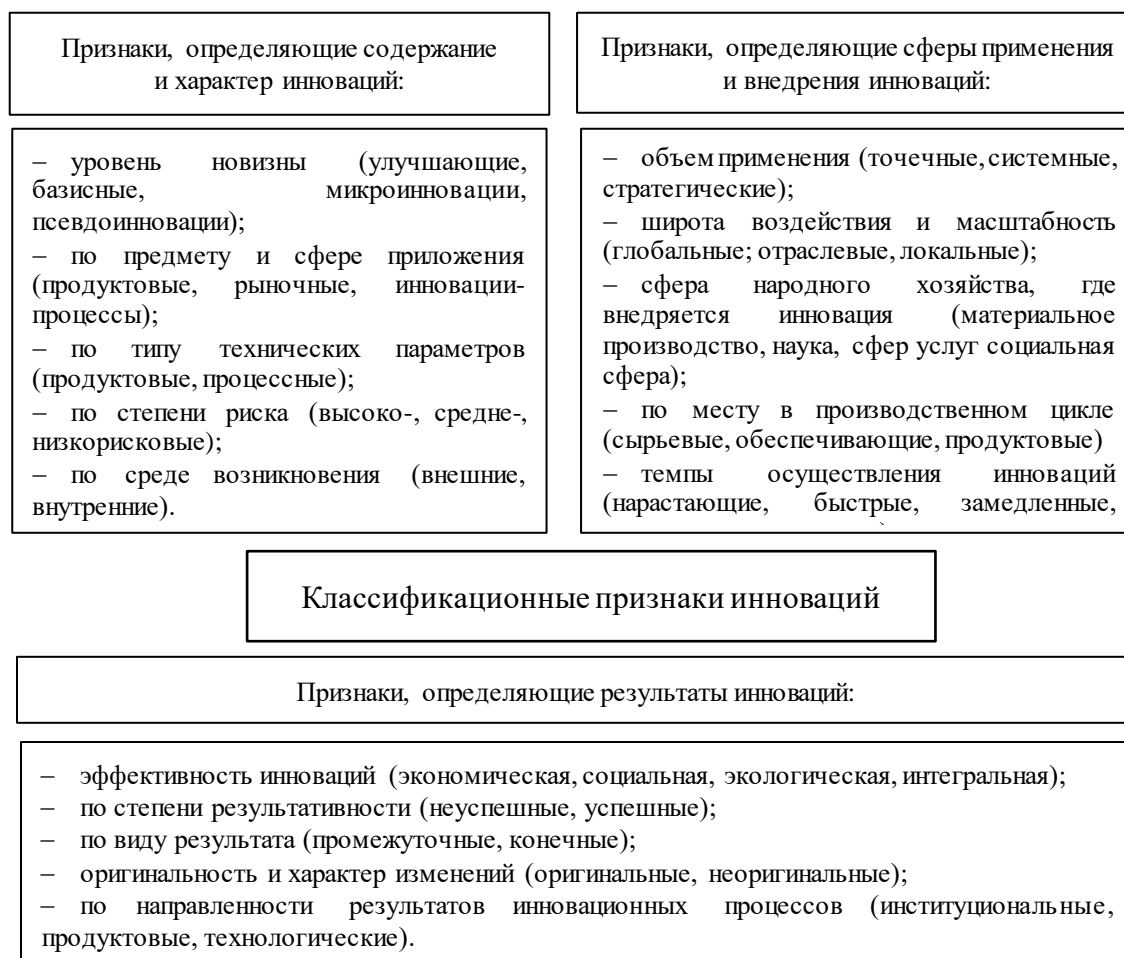 Признаки, определяющие содержание
и характер инноваций:
– уровень новизны (улучшающие,
базисные, микроинновации,
псевдоинновации);
– по предмету и сфере приложения
(продуктовые, рыночные, инновации-
процессы);
– по типу технических параметров
(продуктовые, процессные);
– по степени риска (высоко-, средне-,
низкорисковые);
– по среде возникновения (внешние,
внутренние).
Признаки, определяющие сферы применения
и внедрения инноваций:
– объем применения (точечные, системные,
стратегические);
– широта воздействия и масштабность
(глобальные; отраслевые, локальные);
– сфера народного хозяйства, где
внедряется инновация (материальное
производство, наука, сфер услуг социальная
сфера);
– по месту в производственном цикле
(сырьевые, обеспечивающие, продуктовые)
– темпы осуществления инноваций
(нарастающие, быстрые, замедленные,
Классификационные признаки инноваций
Признаки, определяющие результаты инноваций:
– эффективность инноваций (экономическая, социальная, экологическая, интегральная);
– по степени результативности (неуспешные, успешные);
– по виду результата (промежуточные, конечные);
– оригинальность и характер изменений (оригинальные, неоригинальные);
– по направленности результатов инновационных процессов (институциональные,
продуктовые, технологические).